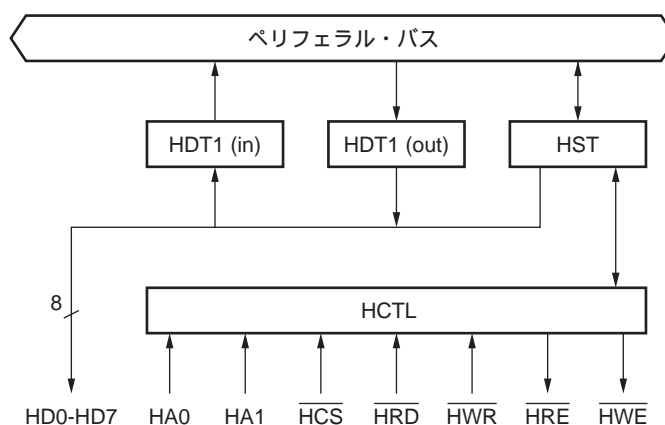 ペリフェラル・バス
HDT1 (in) HDT1 (out) HST
8
HCTL
HD0-HD7 HA0 HA1 HCS HRD HWR HRE HWE